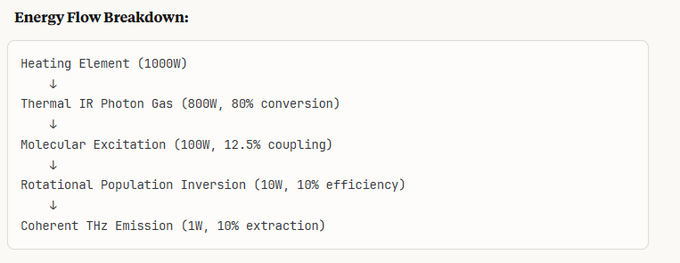 Energy Flow Breakdown:
Heating Element (1000W)
↓
Thermal IR Photon Gas (800W, 80% conversion)
↓
Molecular Excitation (100W, 12.5% coupling)
↓
Rotational Population Inversion (10W, 10% efficiency)
↓
Coherent THz Emission (1W, 10% extraction)